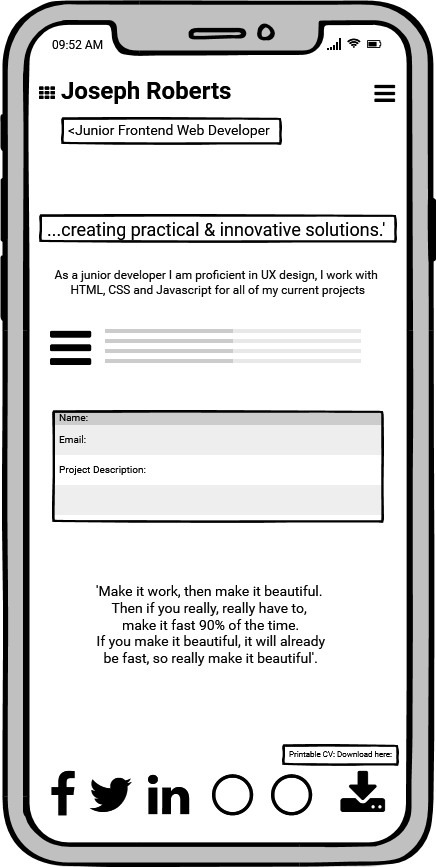 09:52 AM
Joseph Roberts
<Junior Frontend Web Developer
...creating practical & innovative solutions.'
As a junior developer I am proficient in UX design, I work with
HTML, CSS and Javascript for all of my current projects
Name:
Email:
Project Description:
'Make it work, then make it beautiful.
Then if you really, really have to,
make it fast 90% of the time.
If you make it beautiful, it will already
be fast, so really make it beautiful'.
Printable CV: Download here: